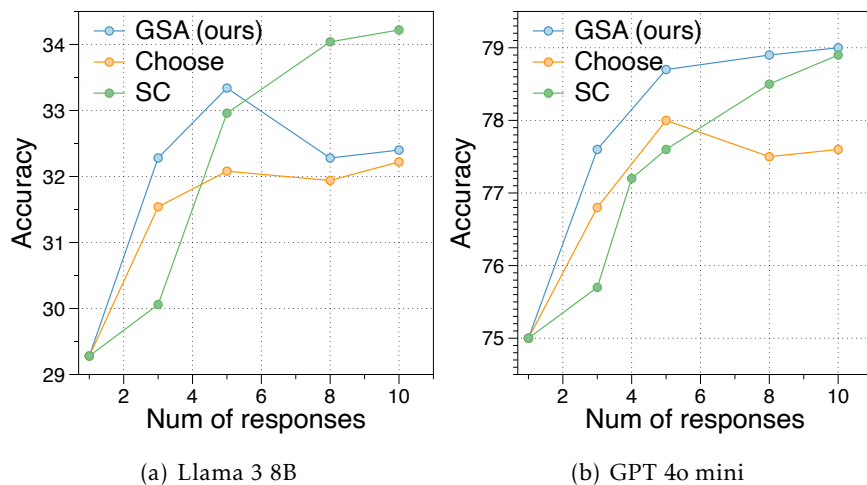 GSA (ours)
Choose
SC
34
33
32
31
30
29
Accuracy
2 4 6 8 10
Num of responses
(a) Llama 3 8B
GSA (ours)
Choose
SC
79
78
77
76
75
Accuracy
2 4 6 8 10
Num of responses
(b) GPT 4o mini